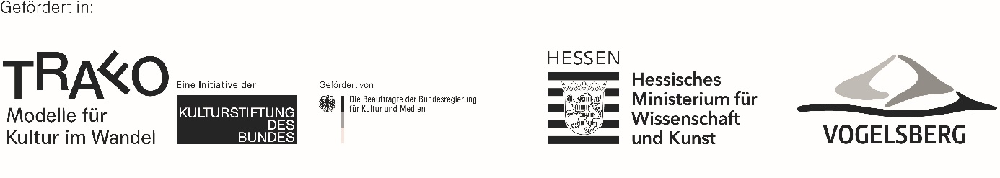 Gefördert in:
TRAFO
Modelle für
Kultur im Wandel
Eine Initiative der
KULTURSTIFTUNG
DES
BUNDES
Gefördert von
Die Beauftragte der Bundesregierung
für Kultur und Medien
HESSEN
Hessisches
Ministerium für
Wissenschaft
und Kunst
VOGELSBERG